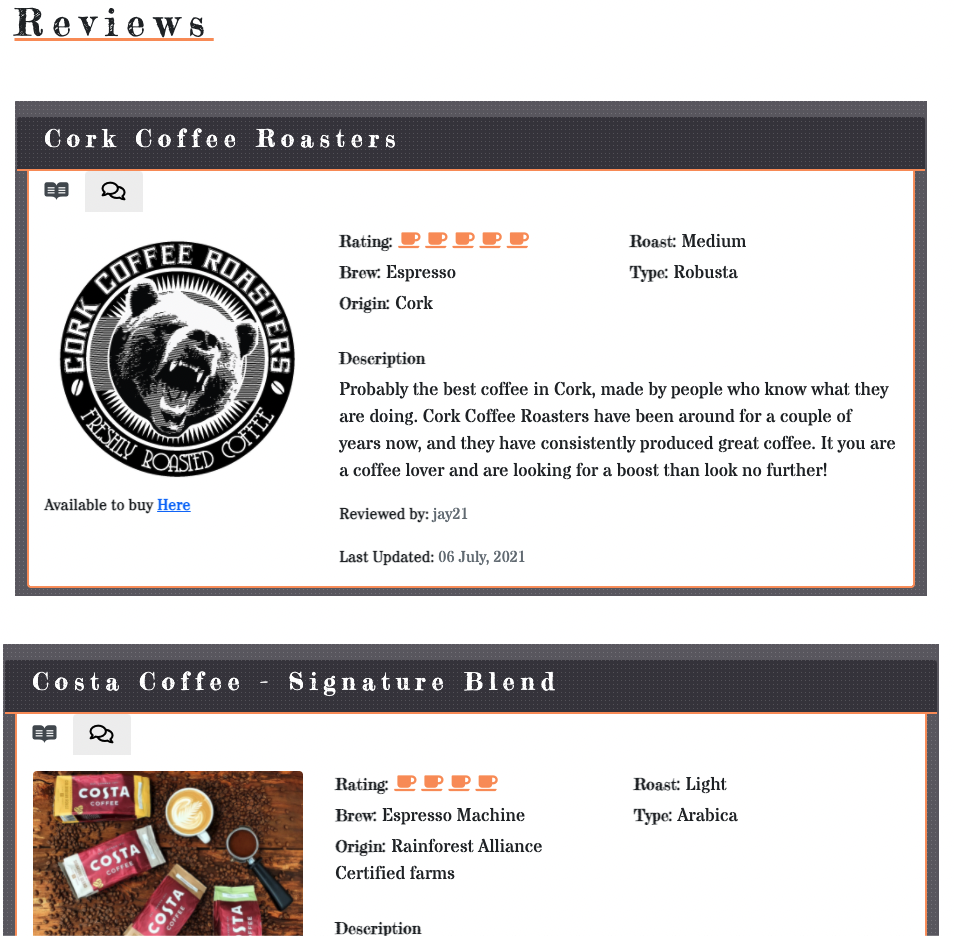 Reviews
Cork Coffee Roasters
CORK COFFEE ROASTERS
FRESHLY ROASTED COFFEE
Available to buy Here
Rating:
Brew: Espresso
Origin: Cork
Roast: Medium
Type: Robusta
Description
Probably the best coffee in Cork, made by people who know what they
are doing. Cork Coffee Roasters have been around for a couple of
years now, and they have consistently produced great coffee. It you are
a coffee lover and are looking for a boost than look no further!
Reviewed by: jay21
Last Updated: 06 July, 2021
Costa Coffee - Signature Blend
COSTA
COFFEE
COSTA
COFFEE
COSTA
COFFEE
COSTA
Rating:
Brew: Espresso Machine
Origin: Rainforest Alliance
Certified farms
Roast: Light
Type: Arabica
Description